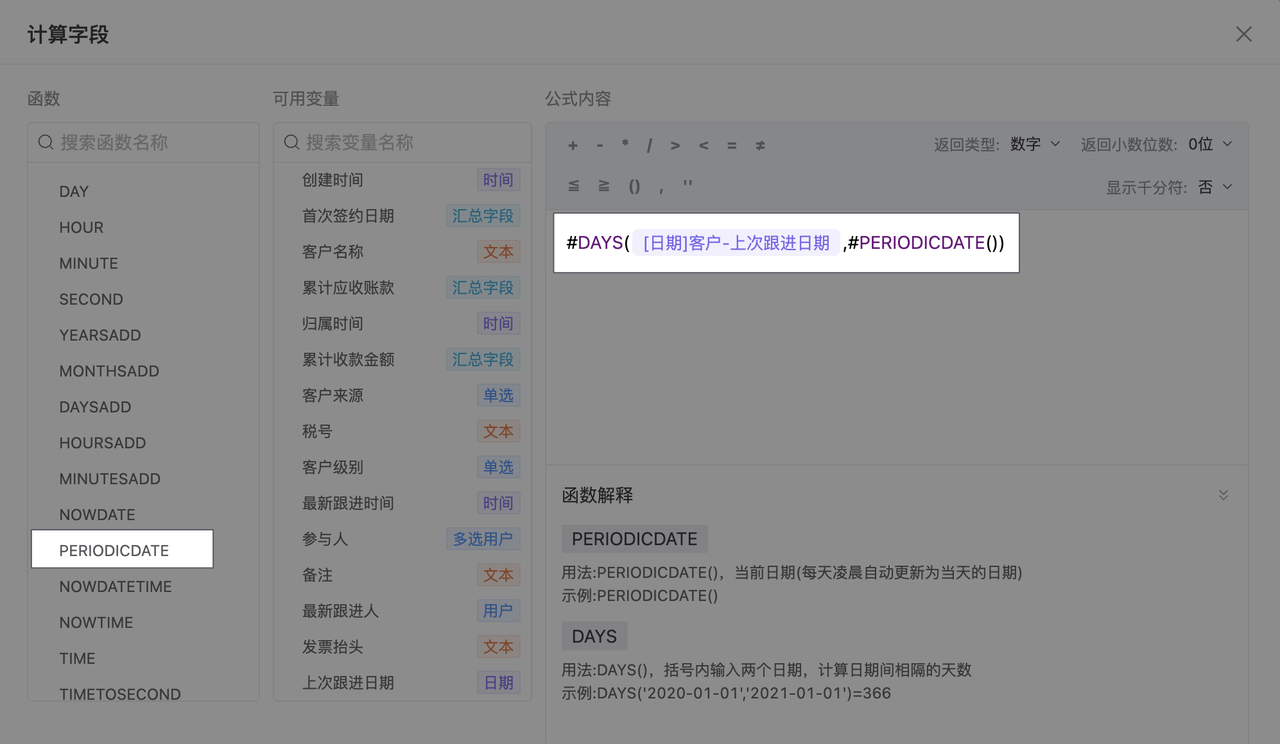 计算字段
函数
搜索函数名称
DAY
HOUR
MINUTE
SECOND
YEARSADD
MONTHSADD
DAYSADD
HOURSADD
MINUTESADD
NOWDATE
PERIODICDATE
NOWDATETIME
NOWTIME
TIME
TIMETOSECOND
可用变量
搜索变量名称
创建时间 时间
首次签约日期 汇总字段
客户名称 文本
累计应收账款 汇总字段
归属时间 时间
累计收款金额 汇总字段
客户来源 单选
税号 文本
客户级别 单选
最新跟进时间 时间
参与人 多选用户
备注 文本
最新跟进人 用户
发票抬头 文本
上次跟进日期 日期
公式内容
+ - * / > < = ≠ 返回类型: 数字 返回小数位数: 0位
≦ ≧ () , '' 显示千分符: 否
#DAYS( [日期]客户-上次跟进日期 ,#PERIODICDATE())
函数解释
PERIODICDATE
用法:PERIODICDATE()，当前日期(每天凌晨自动更新为当天的日期)
示例:PERIODICDATE()
DAYS
用法:DAYS()，括号内输入两个日期，计算日期间相隔的天数
示例:DAYS('2020-01-01','2021-01-01')=366